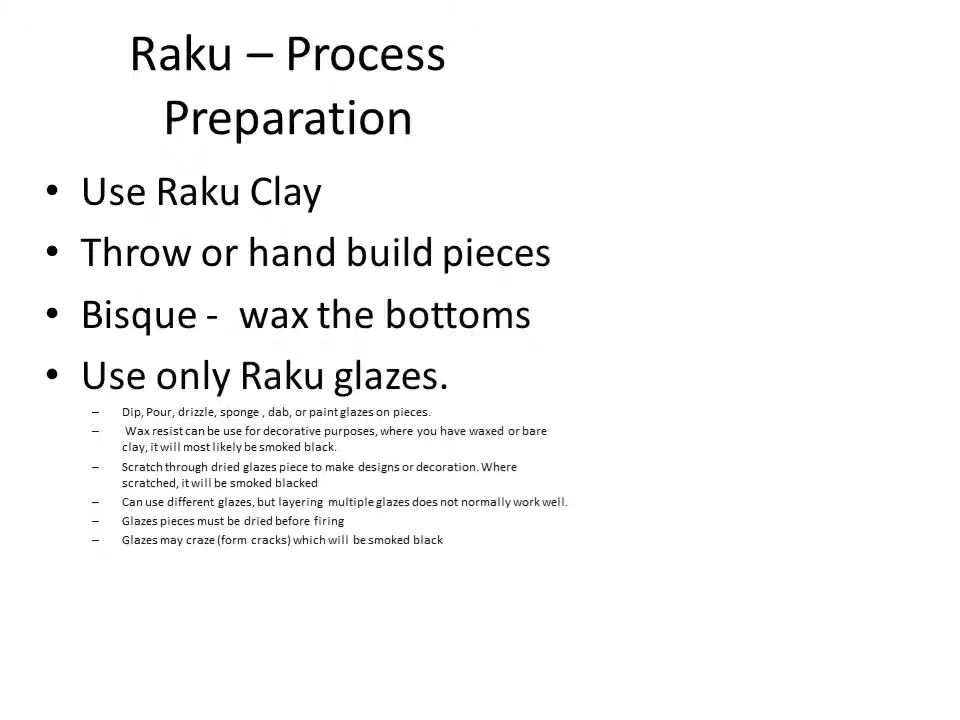 Raku – Process
Preparation
• Use Raku Clay
• Throw or hand build pieces
• Bisque -  wax the bottoms
• Use only Raku glazes.
– Dip, Pour, drizzle, sponge , dab, or paint glazes on pieces.
– Wax resist can be use for decorative purposes, where you have waxed or bare
clay, it will most likely be smoked black.
– Scratch through dried glazes piece to make designs or decoration. Where
scratched, it will be smoked blacked
– Can use different glazes, but layering multiple glazes does not normally work well.
– Glazes pieces must be dried before firing
– Glazes may craze (form cracks) which will be smoked black